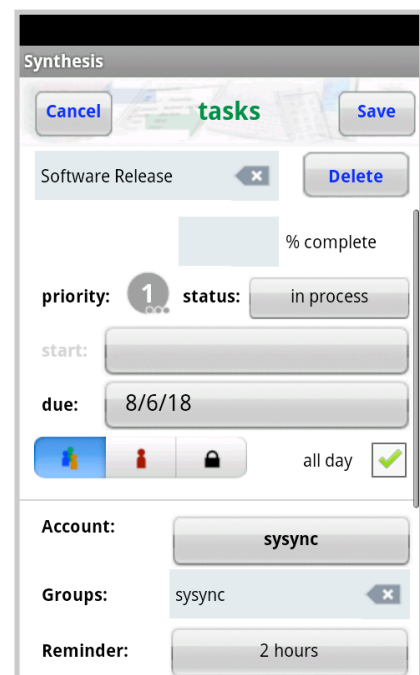 Synthesis
Cancel tasks Save
Software Release Delete
% complete
priority: 1 status: in process
start:
due: 8/6/18
all day
Account: sysync
Groups: sysync
Reminder: 2 hours